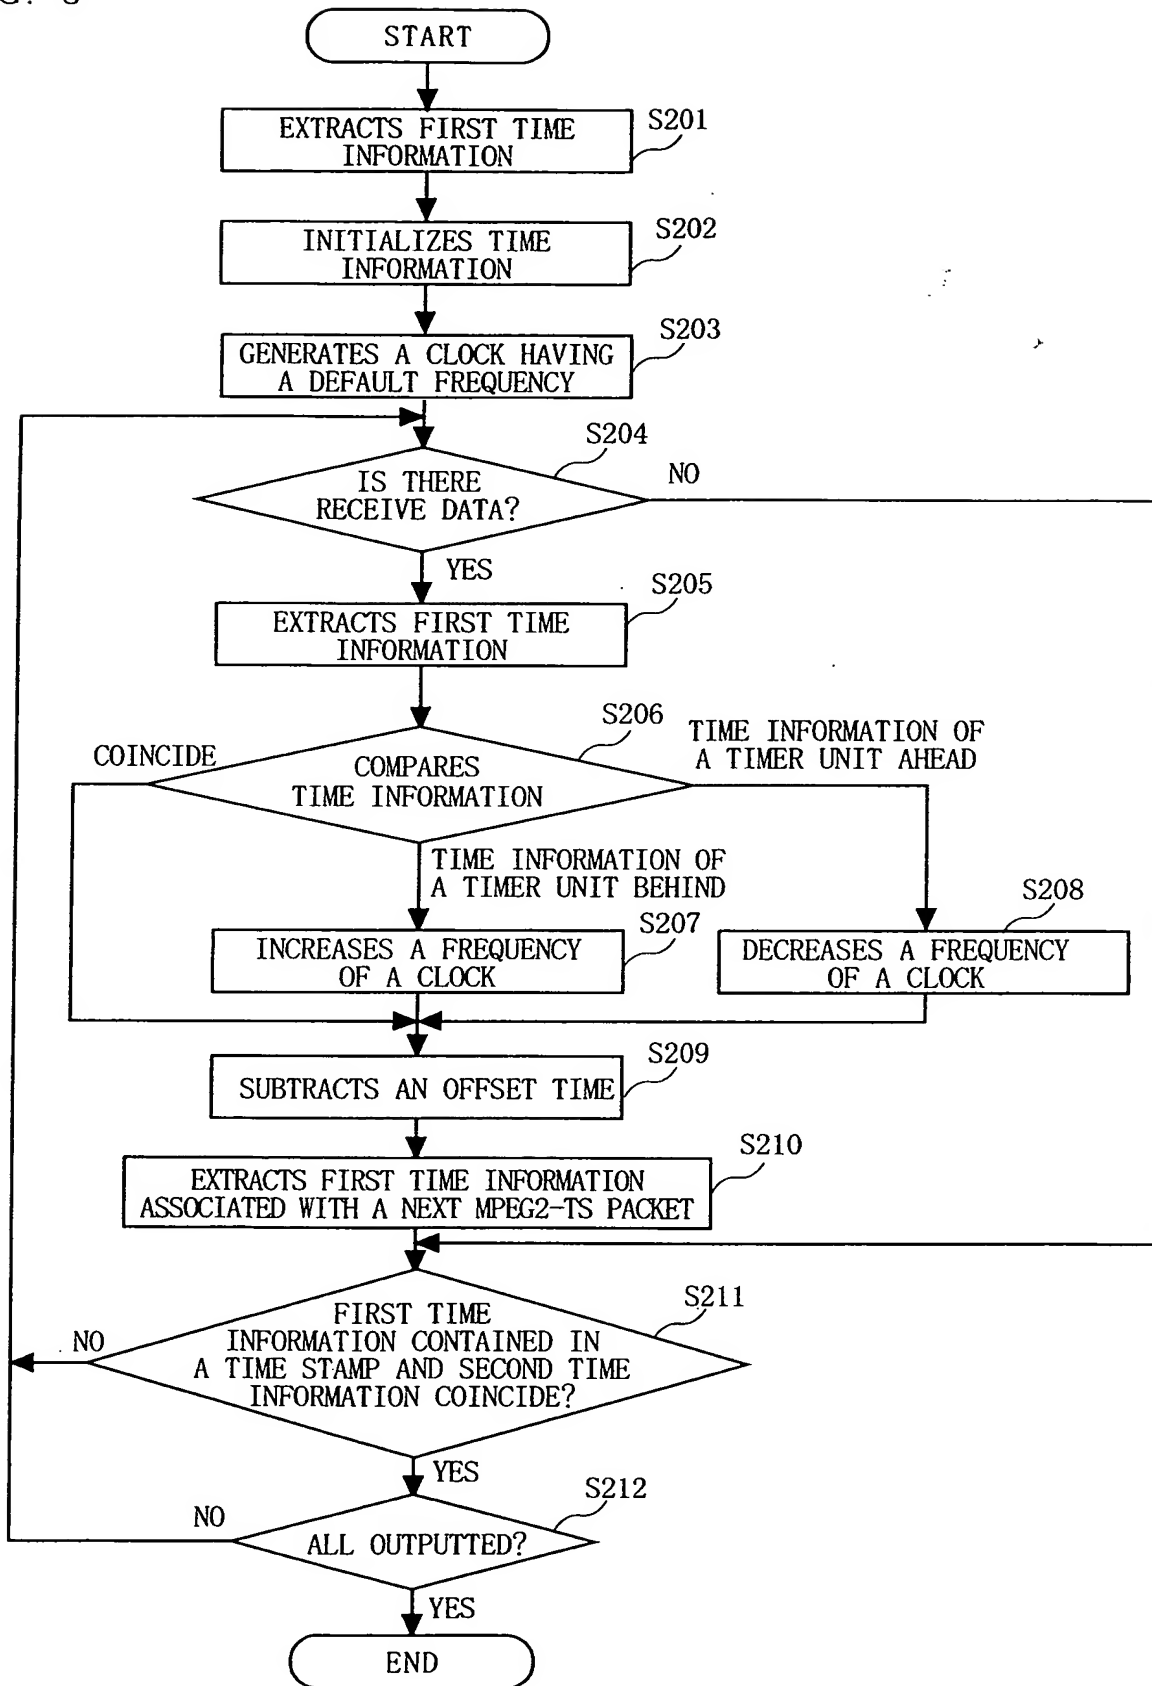 START
EXTRACTS FIRST TIME
INFORMATION
S201
INITIALIZES TIME
INFORMATION
S202
GENERATES A CLOCK HAVING
A DEFAULT FREQUENCY
S203
S204
IS THERE
RECEIVE DATA?
NO
YES
S205
EXTRACTS FIRST TIME
INFORMATION
S206
COINCIDE
COMPARES
TIME INFORMATION
TIME INFORMATION OF
A TIMER UNIT AHEAD
TIME INFORMATION OF
A TIMER UNIT BEHIND
S207
INCREASES A FREQUENCY
OF A CLOCK
S208
DECREASES A FREQUENCY
OF A CLOCK
S209
SUBTRACTS AN OFFSET TIME
S210
EXTRACTS FIRST TIME INFORMATION
ASSOCIATED WITH A NEXT MPEG2-TS PACKET
S211
NO
FIRST TIME
INFORMATION CONTAINED IN
A TIME STAMP AND SECOND TIME
INFORMATION COINCIDE?
YES
S212
NO
ALL OUTPUTTED?
YES
END